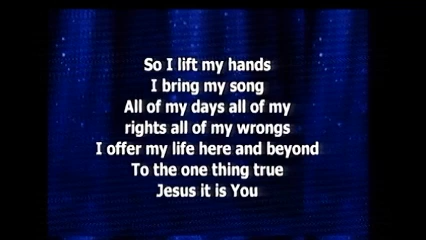 So I lift my hands
I bring my song
All of my days all of my
rights all of my wrongs
I offer my life here and beyond
To the one thing true
Jesus it is You